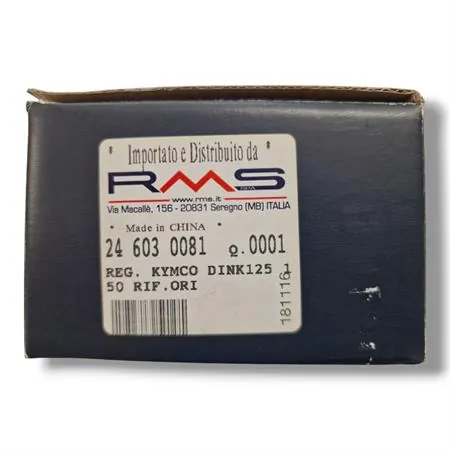 * Importato e Distribuito da *
RMS
www.rms.it
Via Macallè, 156 - 20831 Seregno (MB) ITALIA
* Made in CHINA *
24 603 0081 Q.0001
REG. KYMCO DINK125 1
50 RIF.ORI
181116